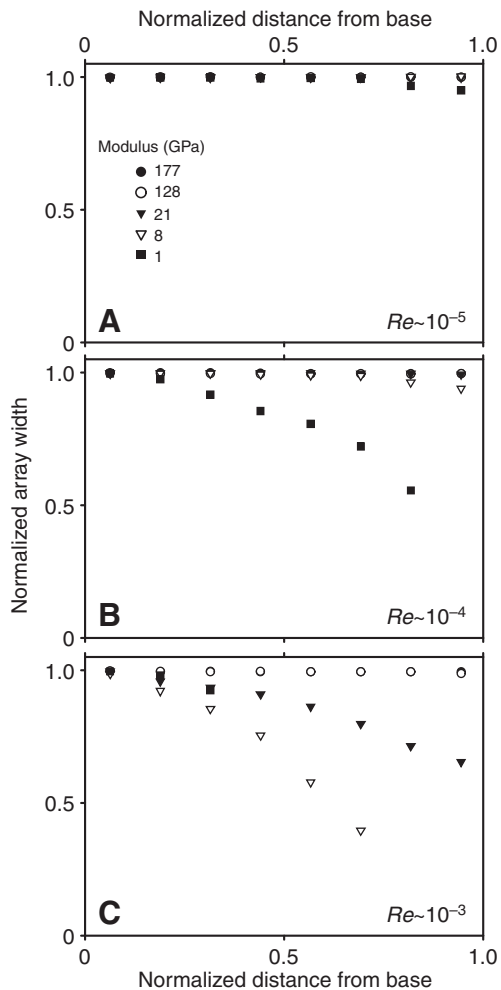 Normalized distance from base
0 0.5 1.0
1.0
Modulus (GPa)
177
128
21
8
1
0.5
A Re~10⁻⁵
0
1.0
0.5
B Re~10⁻⁴
0
Normalized array width
1.0
0.5
C Re~10⁻³
0
0 0.5 1.0
Normalized distance from base